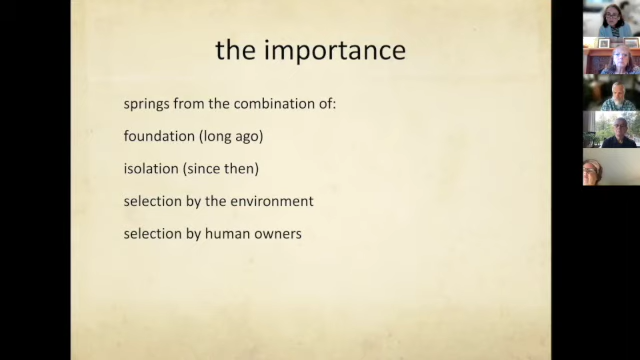 the importance
springs from the combination of:
foundation (long ago)
isolation (since then)
selection by the environment
selection by human owners